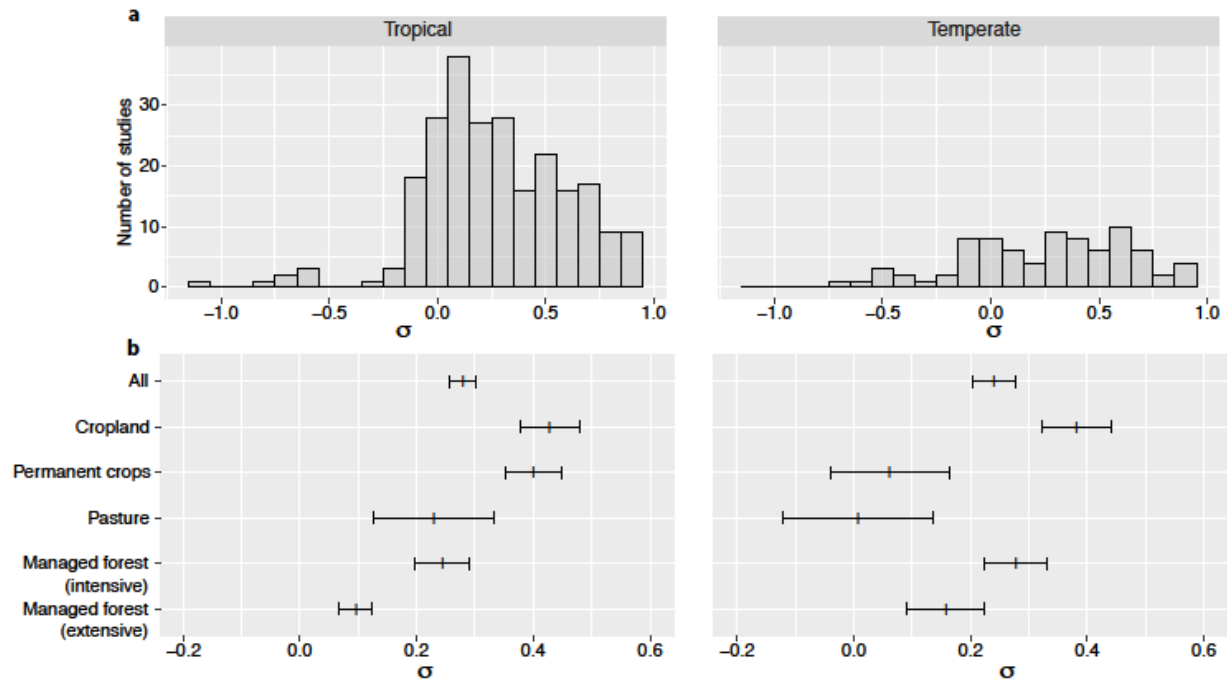 a
Tropical
Temperate
Number of studies
30
20
10
0
−1.0 −0.5 0.0 0.5 1.0
−1.0 −0.5 0.0 0.5 1.0
σ
σ
b
All
Cropland
Permanent crops
Pasture
Managed forest
(intensive)
Managed forest
(extensive)
−0.2 0.0 0.2 0.4 0.6
−0.2 0.0 0.2 0.4 0.6
σ
σ